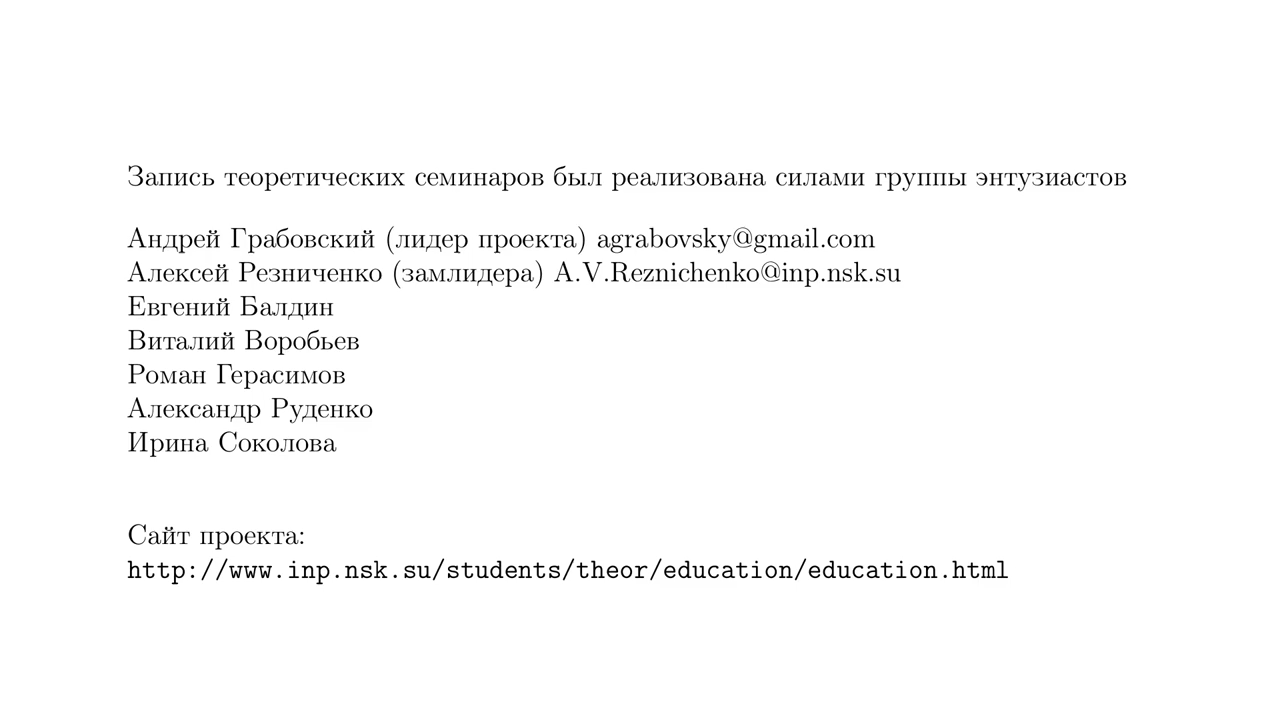 Запись теоретических семинаров был реализована силами группы энтузиастов
Андрей Грабовский (лидер проекта) agrabovsky@gmail.com
Алексей Резниченко (замлидера) A.V.Reznichenko@inp.nsk.su
Евгений Балдин
Виталий Воробьев
Роман Герасимов
Александр Руденко
Ирина Соколова
Сайт проекта:
http://www.inp.nsk.su/students/theor/education/education.html